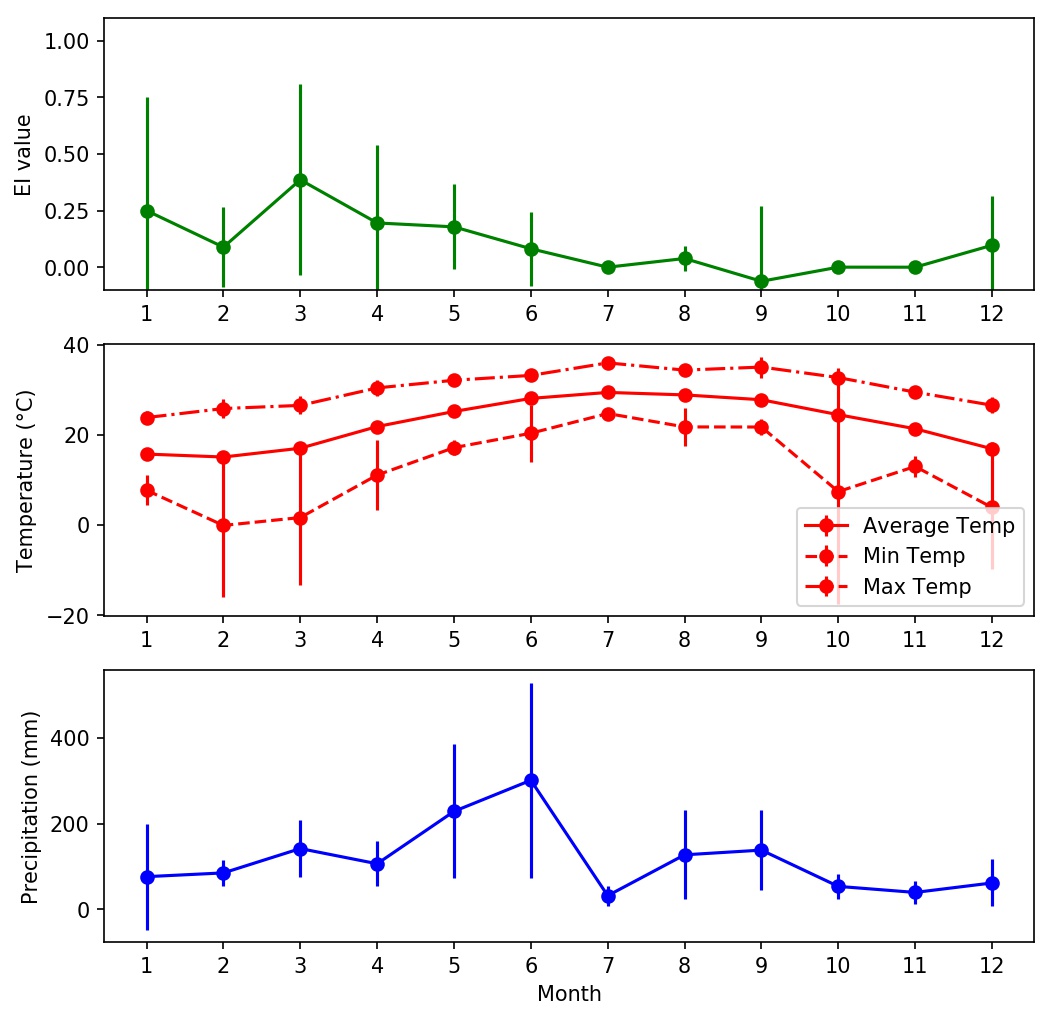 1.00
0.75
0.50
0.25
0.00
EI value
1 2 3 4 5 6 7 8 9 10 11 12
40
20
0
−20
Temperature (°C)
Average Temp
Min Temp
Max Temp
1 2 3 4 5 6 7 8 9 10 11 12
400
200
0
Precipitation (mm)
1 2 3 4 5 6 7 8 9 10 11 12
Month